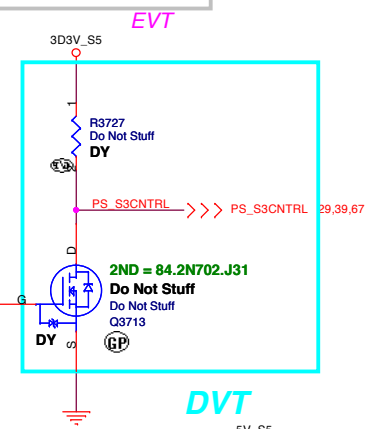 EVT
3D3V_S5
1
R3727
Do Not Stuff
DY
2
PS_S3CNTRL
PS_S3CNTRL 29,39,67
D
2ND = 84.2N702.J31
Do Not Stuff
Do Not Stuff
G
Q3713
DY
S
GP
DVT